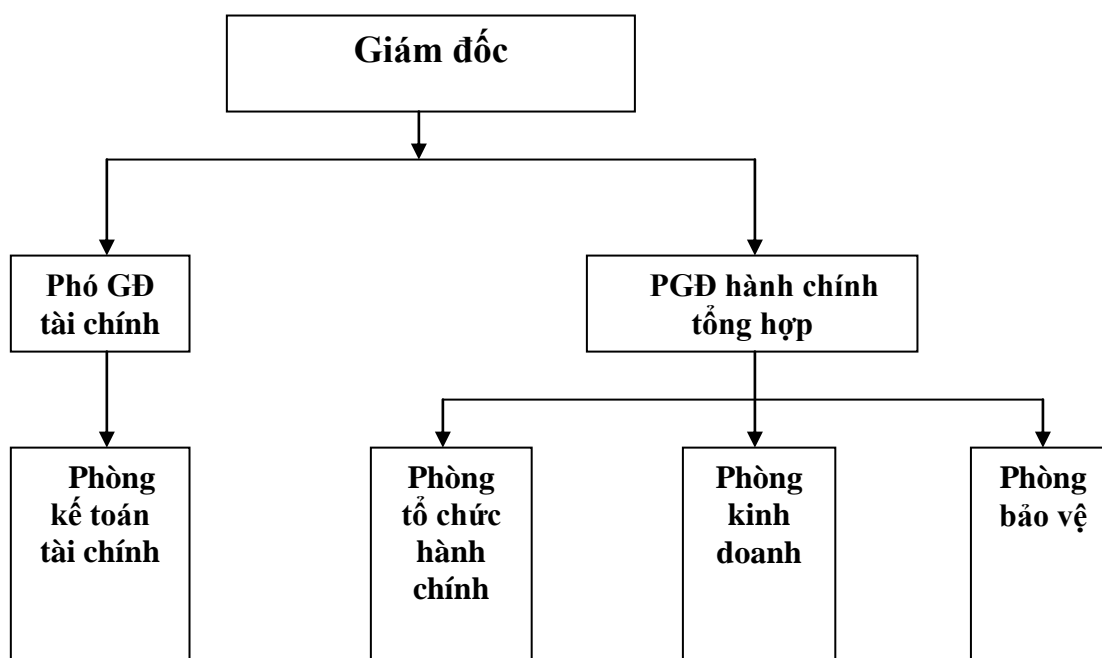 Giám đốc
Phó GĐ
tài chính
PGĐ hành chính
tổng hợp
Phòng
kế toán
tài chính
Phòng
tổ chức
hành
chính
Phòng
kinh
doanh
Phòng
bảo vệ